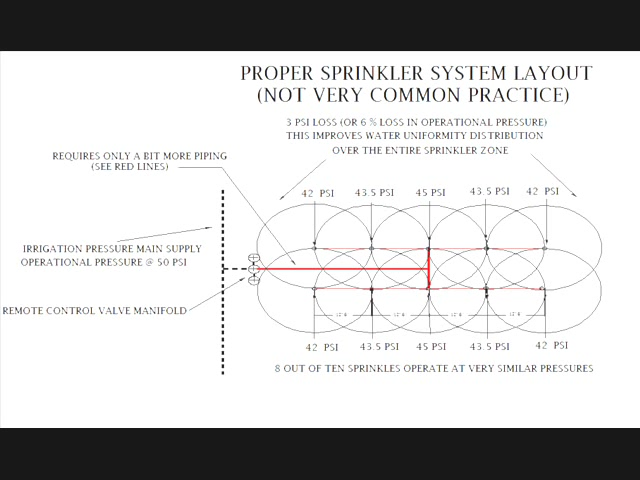 PROPER SPRINKLER SYSTEM LAYOUT
(NOT VERY COMMON PRACTICE)
3 PSI LOSS (OR 6 % LOSS IN OPERATIONAL PRESSURE)
THIS IMPROVES WATER UNIFORMITY DISTRIBUTION
OVER THE ENTIRE SPRINKLER ZONE
REQUIRES ONLY A BIT MORE PIPING
(SEE RED LINES)
42 PSI 43.5 PSI 45 PSI 43.5 PSI 42 PSI
IRRIGATION PRESSURE MAIN SUPPLY
OPERATIONAL PRESSURE @ 50 PSI
REMOTE CONTROL VALVE MANIFOLD
42 PSI 43.5 PSI 45 PSI 43.5 PSI 42 PSI
8 OUT OF TEN SPRINKLES OPERATE AT VERY SIMILAR PRESSURES